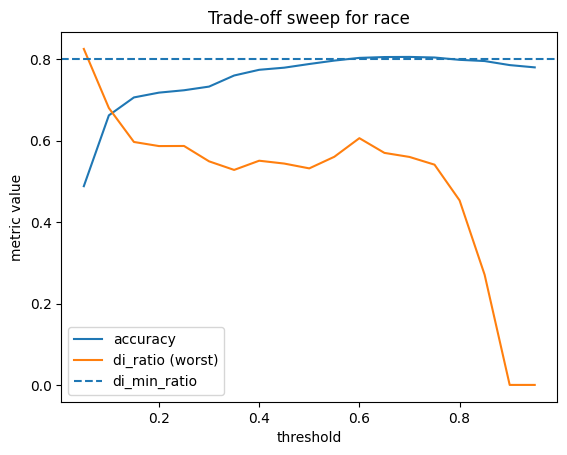 Trade-off sweep for race
metric value
0.8
0.6
0.4
0.2
0.0
accuracy
di_ratio (worst)
di_min_ratio
0.2 0.4 0.6 0.8
threshold